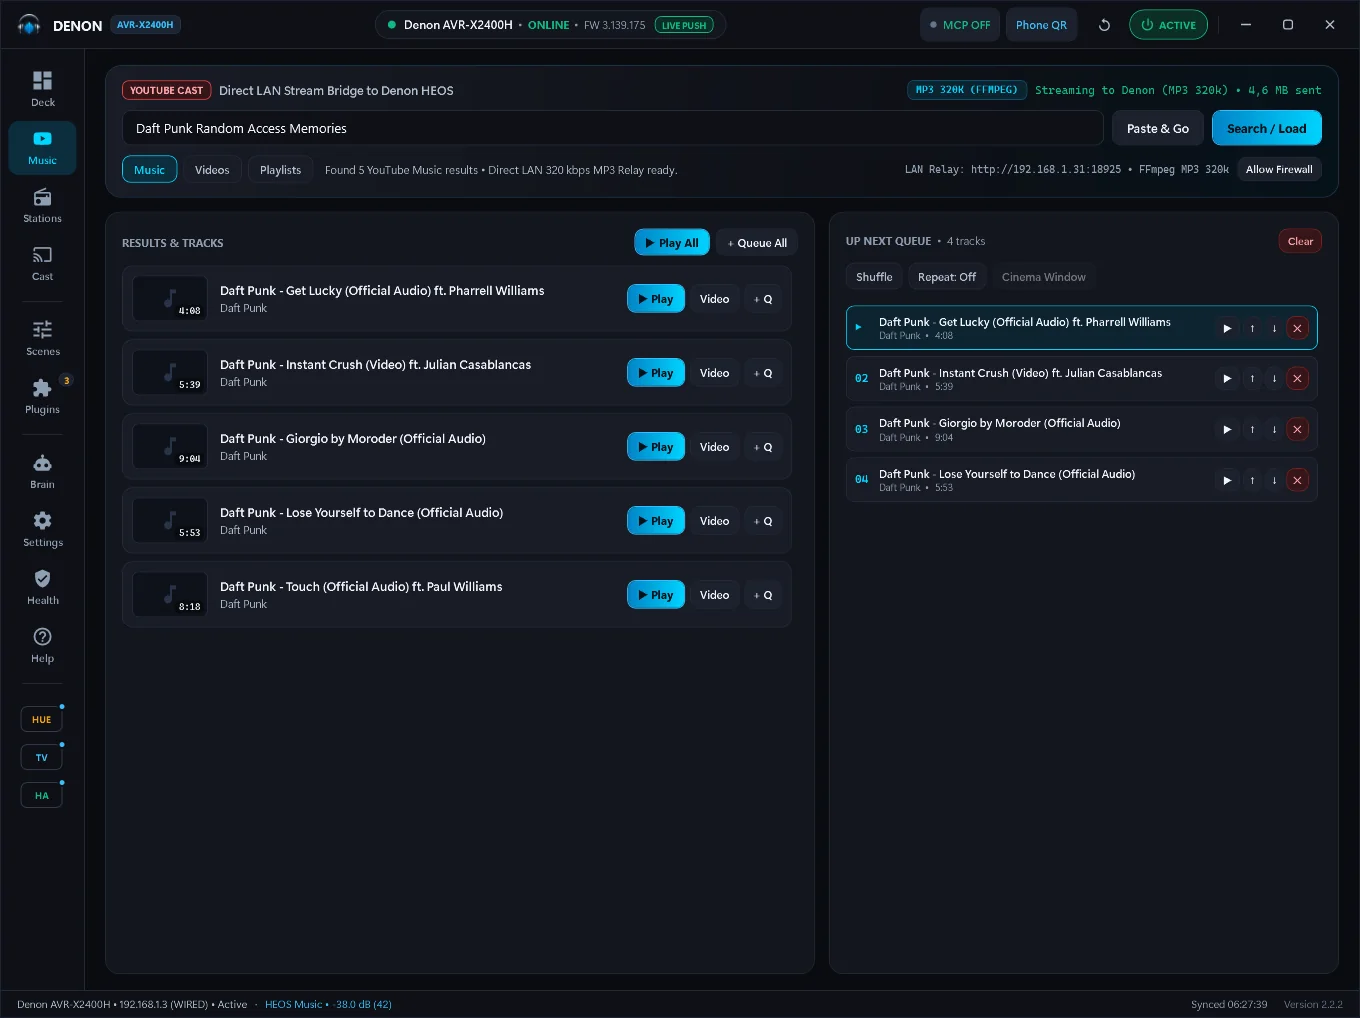 DENON AVR-X2400H
Denon AVR-X2400H • ONLINE • FW 3.139.175 LIVE PUSH
MCP OFF Phone QR ACTIVE
Deck
Music
Stations
Cast
Scenes
Plugins 3
Brain
Settings
Health
Help
HUE
TV
HA
YOUTUBE CAST Direct LAN Stream Bridge to Denon HEOS
MP3 320K (FFMPEG) Streaming to Denon (MP3 320k) • 4,6 MB sent
Daft Punk Random Access Memories
Paste & Go Search / Load
Music Videos Playlists Found 5 YouTube Music results • Direct LAN 320 kbps MP3 Relay ready.
LAN Relay: http://192.168.1.31:18925 • FFmpeg MP3 320k Allow Firewall
RESULTS & TRACKS Play All + Queue All
Daft Punk - Get Lucky (Official Audio) ft. Pharrell Williams
Daft Punk
4:08 Play Video + Q
Daft Punk - Instant Crush (Video) ft. Julian Casablancas
Daft Punk
5:39 Play Video + Q
Daft Punk - Giorgio by Moroder (Official Audio)
Daft Punk
9:04 Play Video + Q
Daft Punk - Lose Yourself to Dance (Official Audio)
Daft Punk
5:53 Play Video + Q
Daft Punk - Touch (Official Audio) ft. Paul Williams
Daft Punk
8:18 Play Video + Q
UP NEXT QUEUE • 4 tracks Clear
Shuffle Repeat: Off Cinema Window
Daft Punk - Get Lucky (Official Audio) ft. Pharrell Williams
Daft Punk • 4:08
02 Daft Punk - Instant Crush (Video) ft. Julian Casablancas
Daft Punk • 5:39
03 Daft Punk - Giorgio by Moroder (Official Audio)
Daft Punk • 9:04
04 Daft Punk - Lose Yourself to Dance (Official Audio)
Daft Punk • 5:53
Denon AVR-X2400H • 192.168.1.3 (WIRED) • Active · HEOS Music • -38.0 dB (42)
Synced 06:27:39 Version 2.2.2